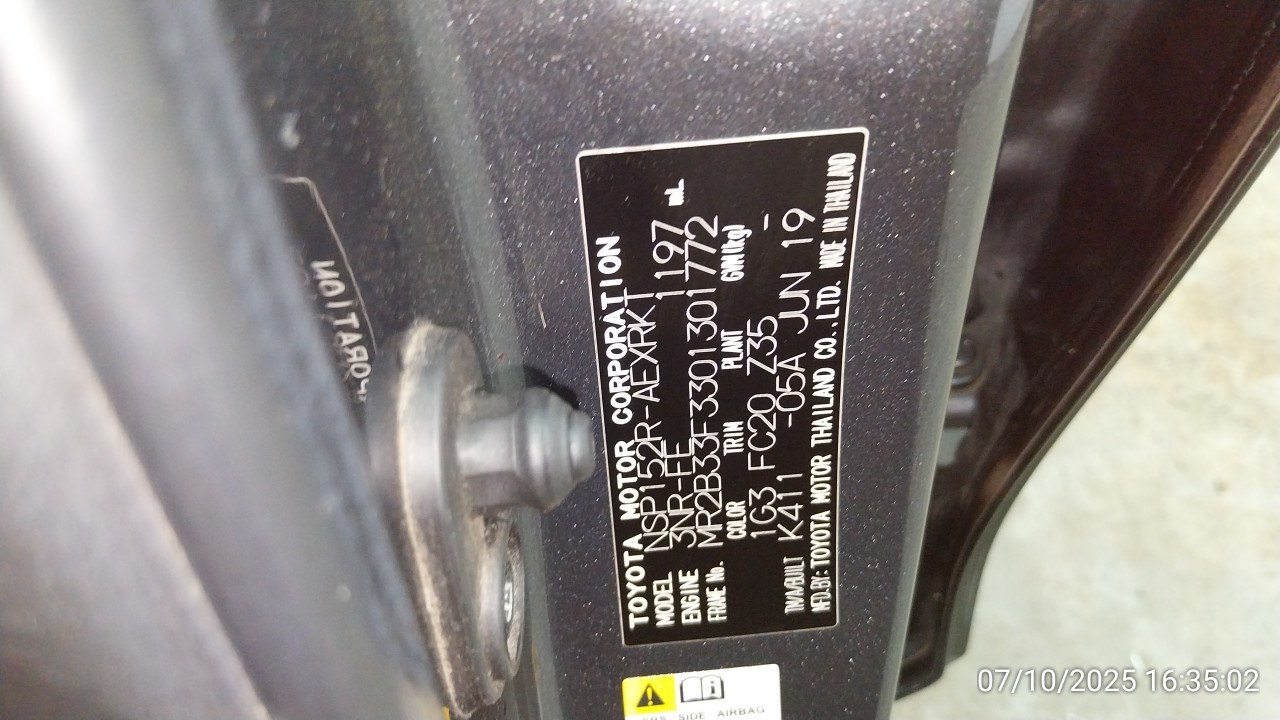 TOYOTA MOTOR CORPORATION
MODEL NSP152R-AEXRKT
ENGINE 3NR-FE 1197 mL
FRAME No. MR2B33F3301301772
COLOR TRIM PLANT GVM(kg)
1G3 FC20 Z35 -
TM/A/BUILT K411 -05A JUN 19
MFD.BY: TOYOTA MOTOR THAILAND CO.,LTD. MADE IN THAILAND
SIDE AIRBAG
07/10/2025 16:35:02